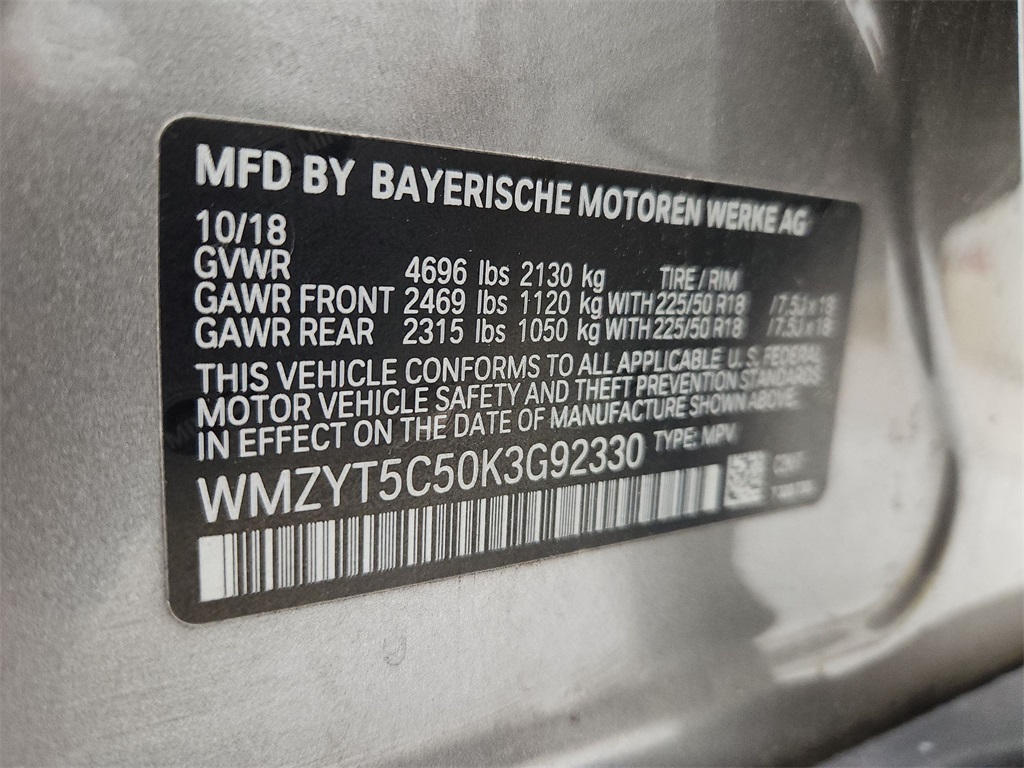 MFD BY BAYERISCHE MOTOREN WERKE AG
10/18
GVWR 4696 lbs 2130 kg TIRE / RIM
GAWR FRONT 2469 lbs 1120 kg WITH 225/50 R18 /7.5J x 18
GAWR REAR 2315 lbs 1050 kg WITH 225/50 R18 /7.5J x 18
THIS VEHICLE CONFORMS TO ALL APPLICABLE U.S. FEDERAL
MOTOR VEHICLE SAFETY AND THEFT PREVENTION STANDARDS
IN EFFECT ON THE DATE OF MANUFACTURE SHOWN ABOVE.
WMZYT5C50K3G92330 TYPE: MPV